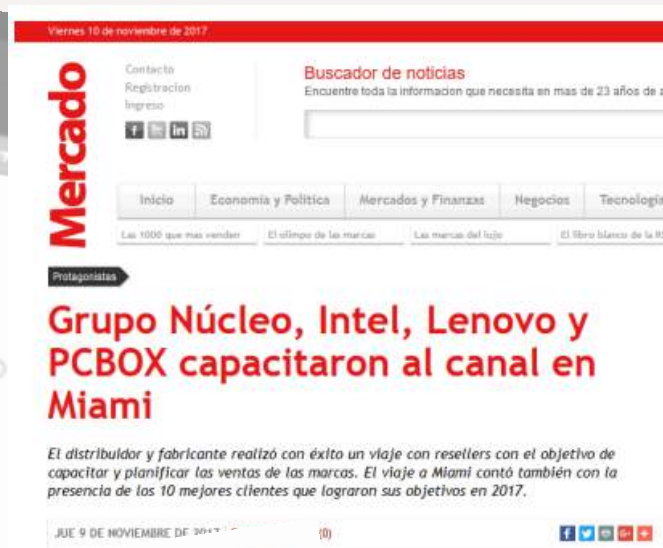 Viernes 10 de noviembre de 2017
Mercado
Contacto
Registracion
Ingreso
Buscador de noticias
Encuentre toda la informacion que necesita en mas de 23 años de a
Inicio Economía y Política Mercados y Finanzas Negocios Tecnología
Las 1000 que mas venden El olimpo de las marcas Las marcas del lujo El libro blanco de la
Protagonistas
Grupo Núcleo, Intel, Lenovo y
PCBOX capacitaron al canal en
Miami
El distribuidor y fabricante realizó con éxito un viaje con resellers con el objetivo de
capacitar y planificar las ventas de las marcas. El viaje a Miami contó también con la
presencia de los 10 mejores clientes que lograron sus objetivos en 2017.
JUE 9 DE NOVIEMBRE DE (0)